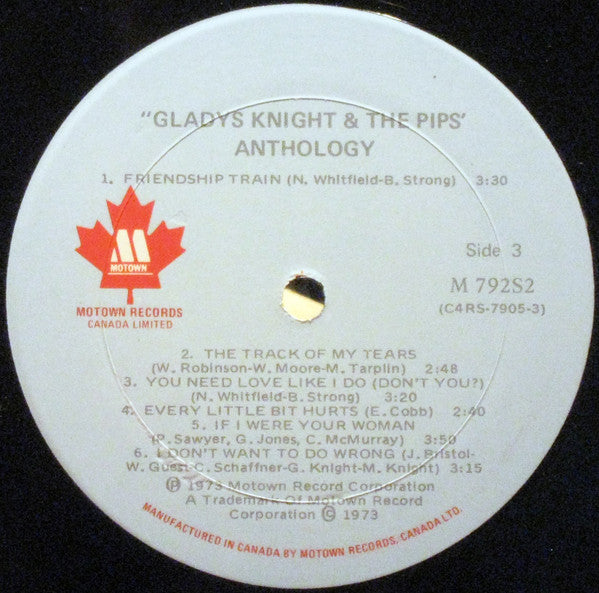 "GLADYS KNIGHT & THE PIPS'
ANTHOLOGY
1. FRIENDSHIP TRAIN (N. Whitfield-B. Strong) 3:30
M
MOTOWN
MOTOWN RECORDS
CANADA LIMITED
Side 3
M 792S2
(C4RS-7905-3)
2. THE TRACK OF MY TEARS
(W. Robinson-W. Moore-M. Tarplin) 2:48
3. YOU NEED LOVE LIKE I DO (DON'T YOU?)
(N. Whitfield-B. Strong) 3:20
4. EVERY LITTLE BIT HURTS (E. Cobb) 2:40
5. IF I WERE YOUR WOMAN
(P. Sawyer, G. Jones, C. McMurray) 3:50
6. I DON'T WANT TO DO WRONG (J. Bristol-
W. Guest-C. Schaffner-G. Knight-M. Knight) 3:15
℗ 1973 Motown Record Corporation
A Trademark Of Motown Record
Corporation © 1973
MANUFACTURED IN CANADA BY MOTOWN RECORDS, CANADA LTD.